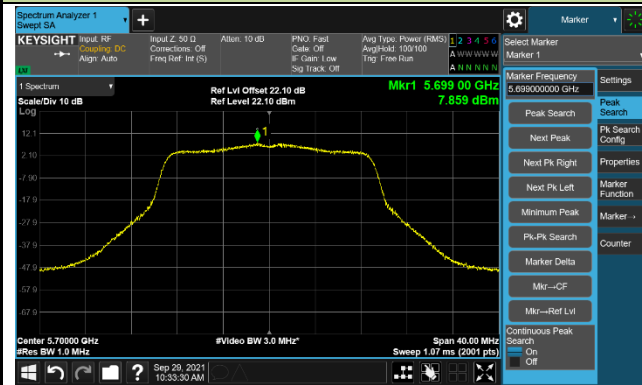 Spectrum Analyzer 1
Swept SA
+
Marker
KEYSIGHT
Input: RF
Coupling: DC
Align: Auto
Input Z: 50 Ω
Corrections: Off
Freq Ref: Int (S)
Atten: 10 dB
PNO: Fast
Gate: Off
IF Gain: Low
Sig Track: Off
Avg Type: Power (RMS)
Avg|Hold: 100/100
Trig: Free Run
1 2 3 4 5 6
A W W W W W
A N N N N N
LXI
Select Marker
Marker 1
1 Spectrum
Scale/Div 10 dB
Log
Ref Lvl Offset 22.10 dB
Ref Level 22.10 dBm
Mkr1 5.699 00 GHz
7.859 dBm
12.1
2.10
-7.90
-17.9
-27.9
-37.9
-47.9
-57.9
-67.9
1
Center 5.70000 GHz
#Res BW 1.0 MHz
#Video BW 3.0 MHz*
Span 40.00 MHz
Sweep 1.07 ms (2001 pts)
Marker Frequency
5.699000000 GHz
Peak Search
Next Peak
Next Pk Right
Next Pk Left
Minimum Peak
Pk-Pk Search
Marker Delta
Mkr→CF
Mkr→Ref Lvl
Continuous Peak
Search
On
Off
Settings
Peak
Search
Pk Search
Config
Properties
Marker
Function
Marker→
Counter
?
Sep 29, 2021
10:33:30 AM